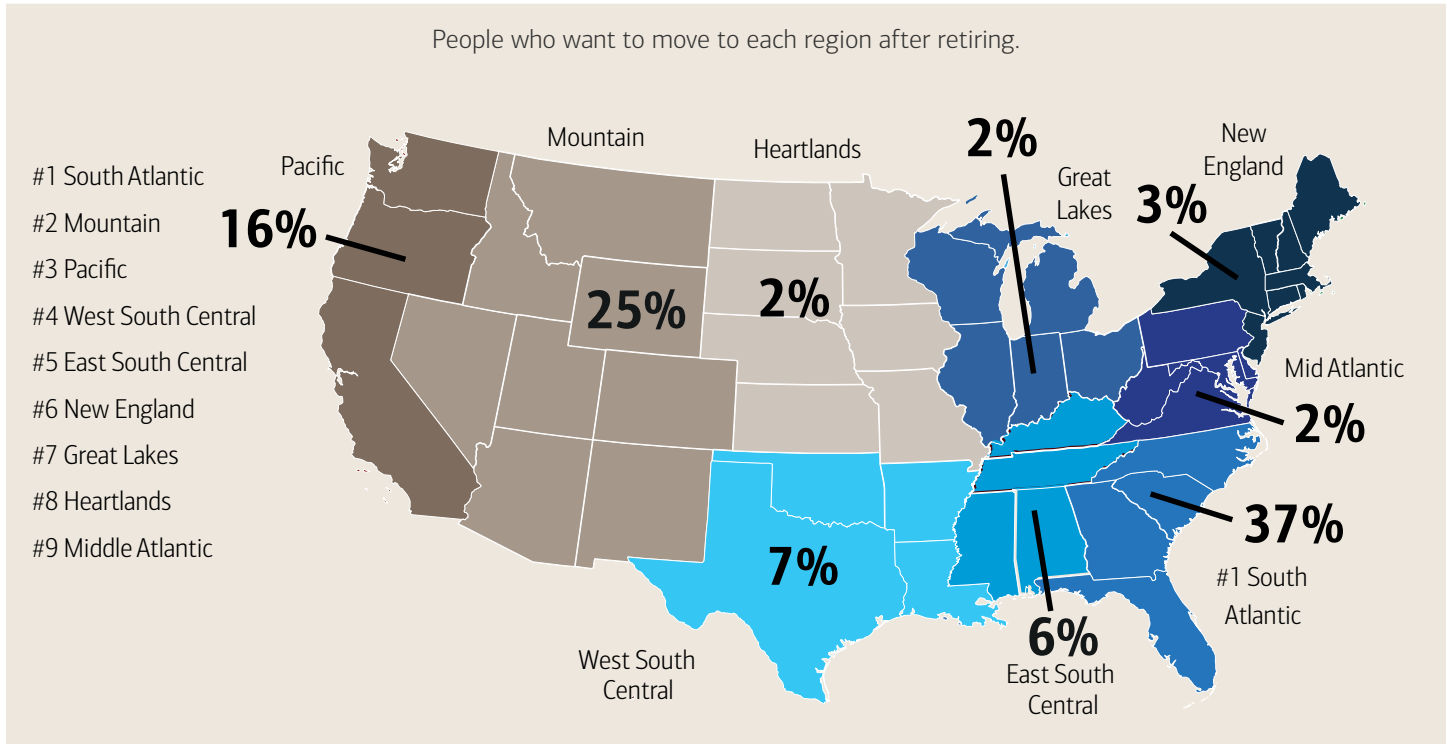 People who want to move to each region after retiring.
#1 South Atlantic
#2 Mountain
#3 Pacific
#4 West South Central
#5 East South Central
#6 New England
#7 Great Lakes
#8 Heartlands
#9 Middle Atlantic
Pacific
16%
Mountain
25%
Heartlands
2%
2%
Great
Lakes
New
England
3%
Mid Atlantic
2%
37%
#1 South
Atlantic
6%
East South
Central
7%
West South
Central